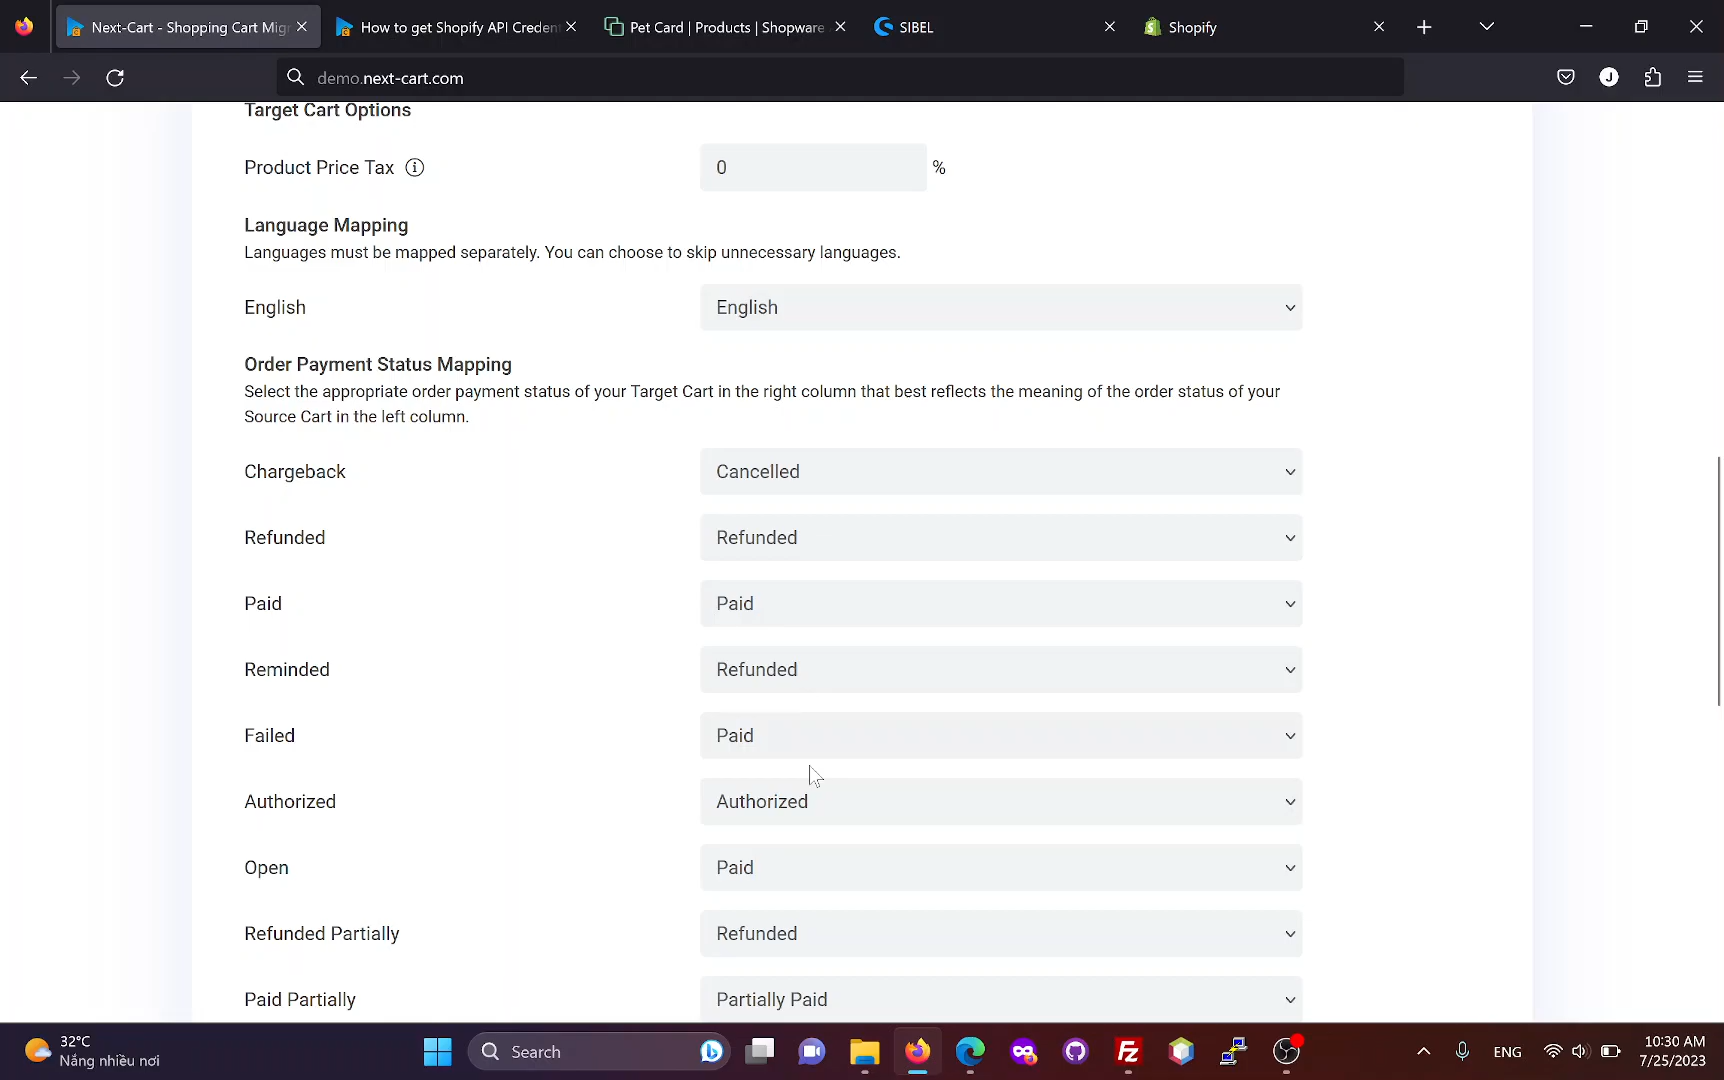 Next-Cart - Shopping Cart Migr
How to get Shopify API Creden
Pet Card | Products | Shopware
SIBEL
Shopify
demo.next-cart.com
J
Target Cart Options
Product Price Tax
0
%
Language Mapping
Languages must be mapped separately. You can choose to skip unnecessary languages.
English
English
Order Payment Status Mapping
Select the appropriate order payment status of your Target Cart in the right column that best reflects the meaning of the order status of your
Source Cart in the left column.
Chargeback
Cancelled
Refunded
Refunded
Paid
Paid
Reminded
Refunded
Failed
Paid
Authorized
Authorized
Open
Paid
Refunded Partially
Refunded
Paid Partially
Partially Paid
32°C
Nắng nhiều nơi
Search
Fz
ENG
10:30 AM
7/25/2023